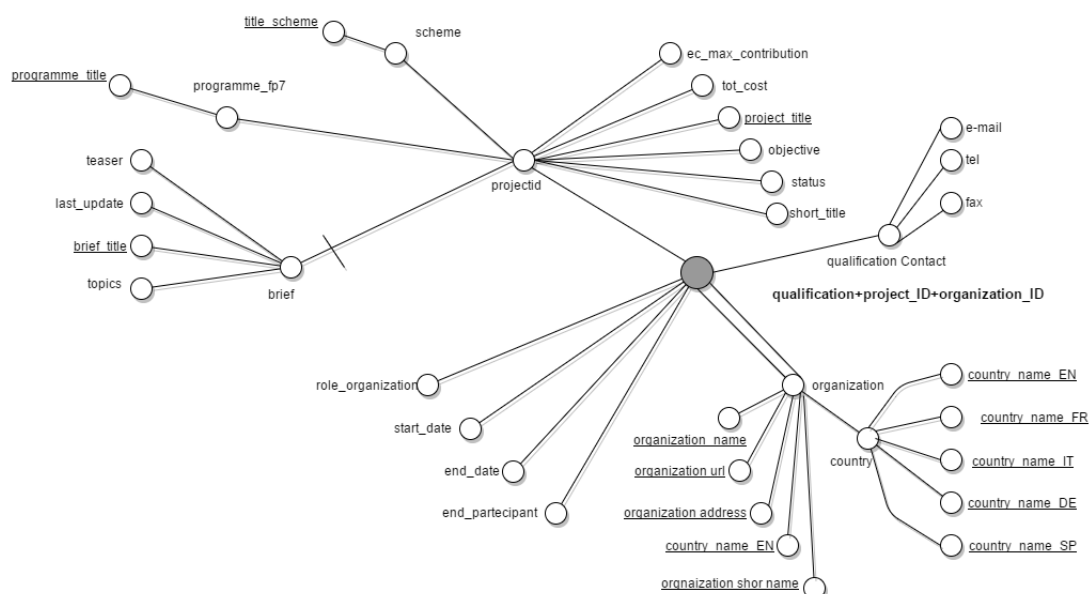 title_scheme
scheme
programme_title
programme_fp7
ec_max_contribution
tot_cost
project_title
objective
status
short_title
projectid
teaser
last_update
brief_title
topics
brief
e-mail
tel
fax
qualification Contact
qualification+project_ID+organization_ID
role_organization
start_date
end_date
end_partecipant
organization
organization_name
organization url
organization address
country_name_EN
orgnaization shor name
country
country_name_EN
country_name_FR
country_name_IT
country_name_DE
country_name_SP